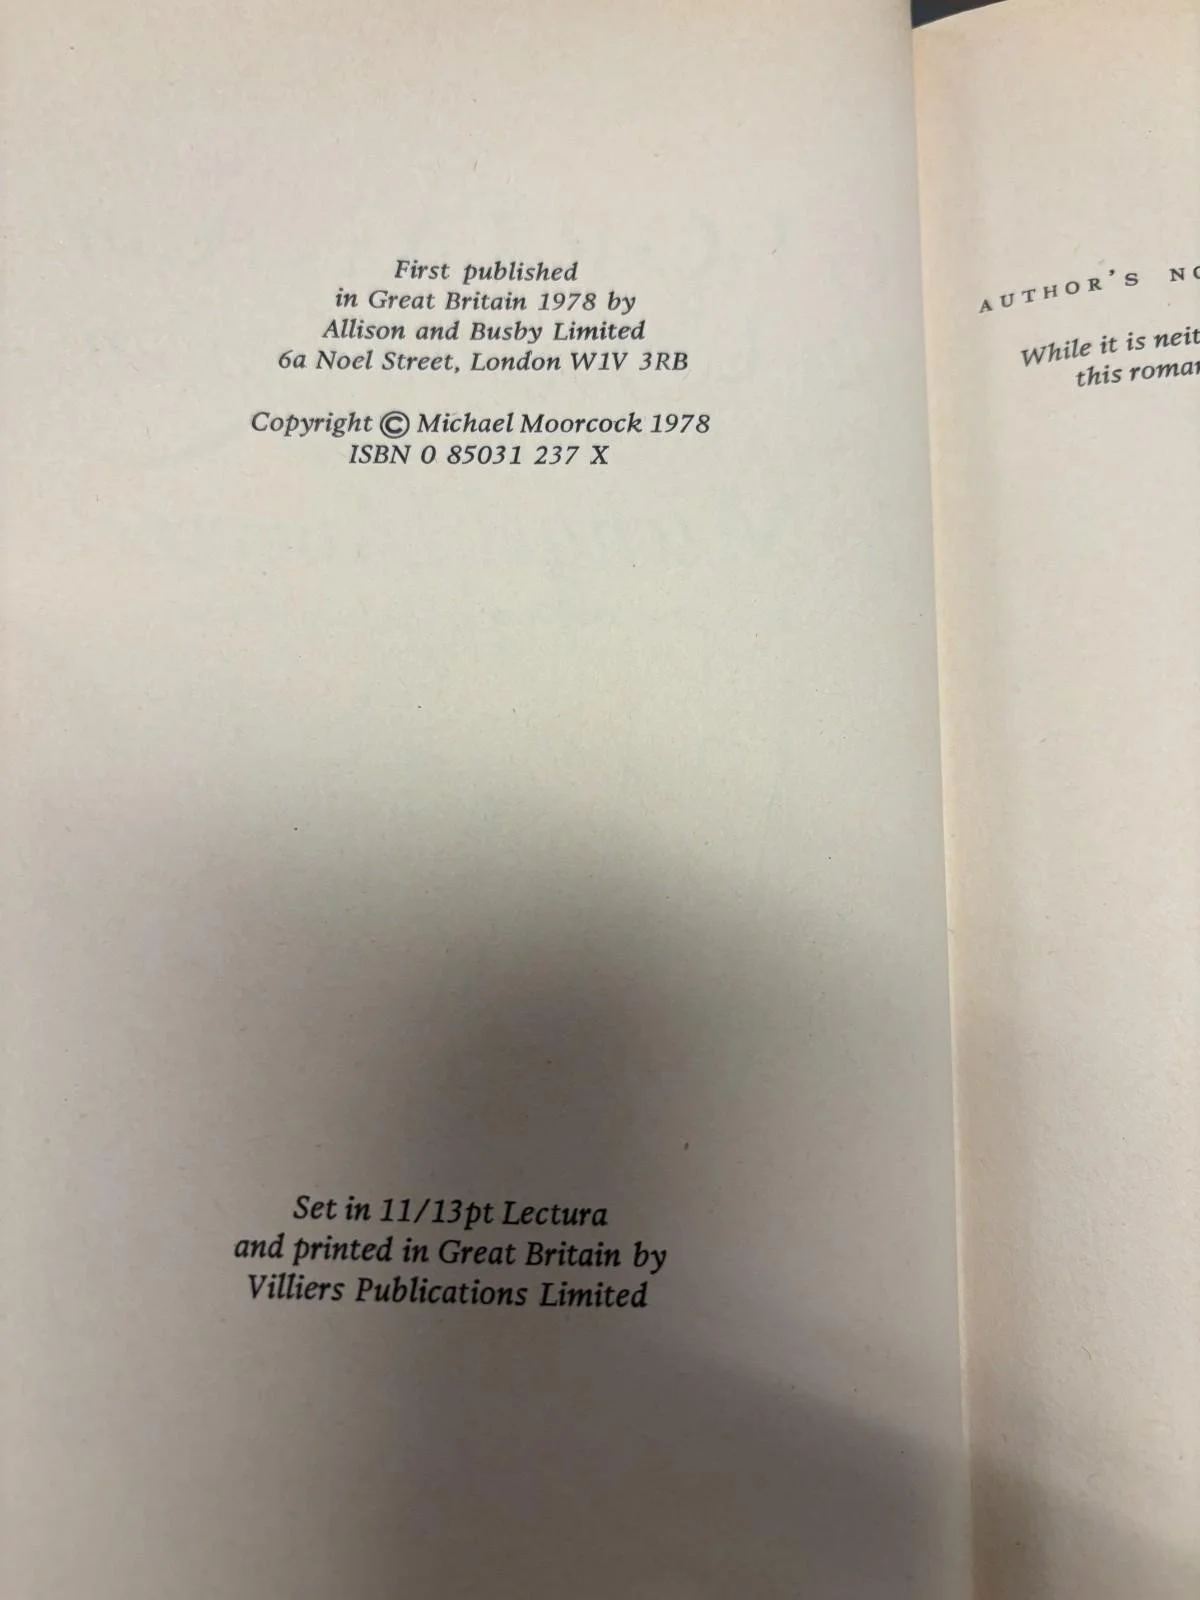 First published
in Great Britain 1978 by
Allison and Busby Limited
6a Noel Street, London W1V 3RB
Copyright © Michael Moorcock 1978
ISBN 0 85031 237 X
Set in 11/13pt Lectura
and printed in Great Britain by
Villiers Publications Limited
AUTHOR'S
While it is
this